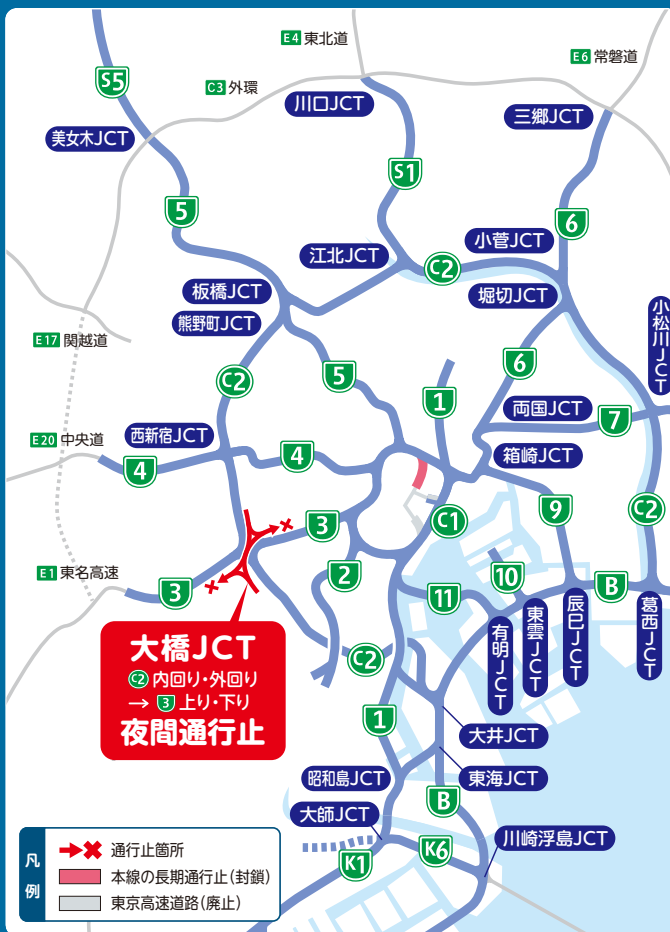 E4 東北道
E6 常磐道
S5
C3 外環
川口JCT
三郷JCT
美女木JCT
S1
5
6
小菅JCT
江北JCT
C2
板橋JCT
堀切JCT
熊野町JCT
小松川JCT
E17 関越道
5
6
C2
1
両国JCT
7
E20 中央道
西新宿JCT
4
4
箱崎JCT
9
C2
C1
3
E1 東名高速
3
2
10
B
11
有明JCT
東雲JCT
辰巳JCT
葛西JCT
大橋JCT
C2 内回り・外回り
→ 3 上り・下り
夜間通行止
C2
1
大井JCT
昭和島JCT
東海JCT
B
大師JCT
川崎浮島JCT
K1
K6
凡例
通行止箇所
本線の長期通行止(封鎖)
東京高速道路(廃止)